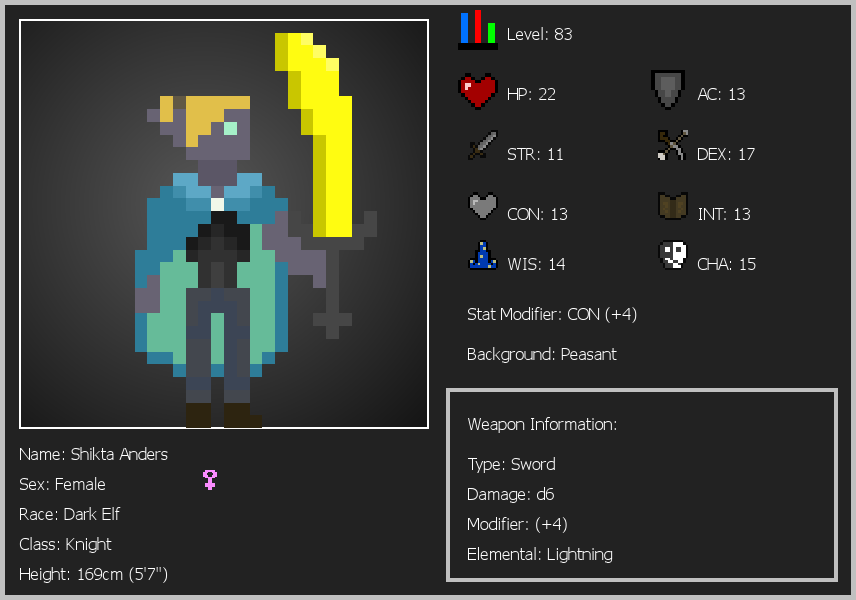 Level: 83
HP: 22
AC: 13
STR: 11
DEX: 17
CON: 13
INT: 13
WIS: 14
CHA: 15
Stat Modifier: CON (+4)
Background: Peasant
Weapon Information:
Type: Sword
Damage: d6
Modifier: (+4)
Elemental: Lightning
Name: Shikta Anders
Sex: Female
Race: Dark Elf
Class: Knight
Height: 169cm (5'7")